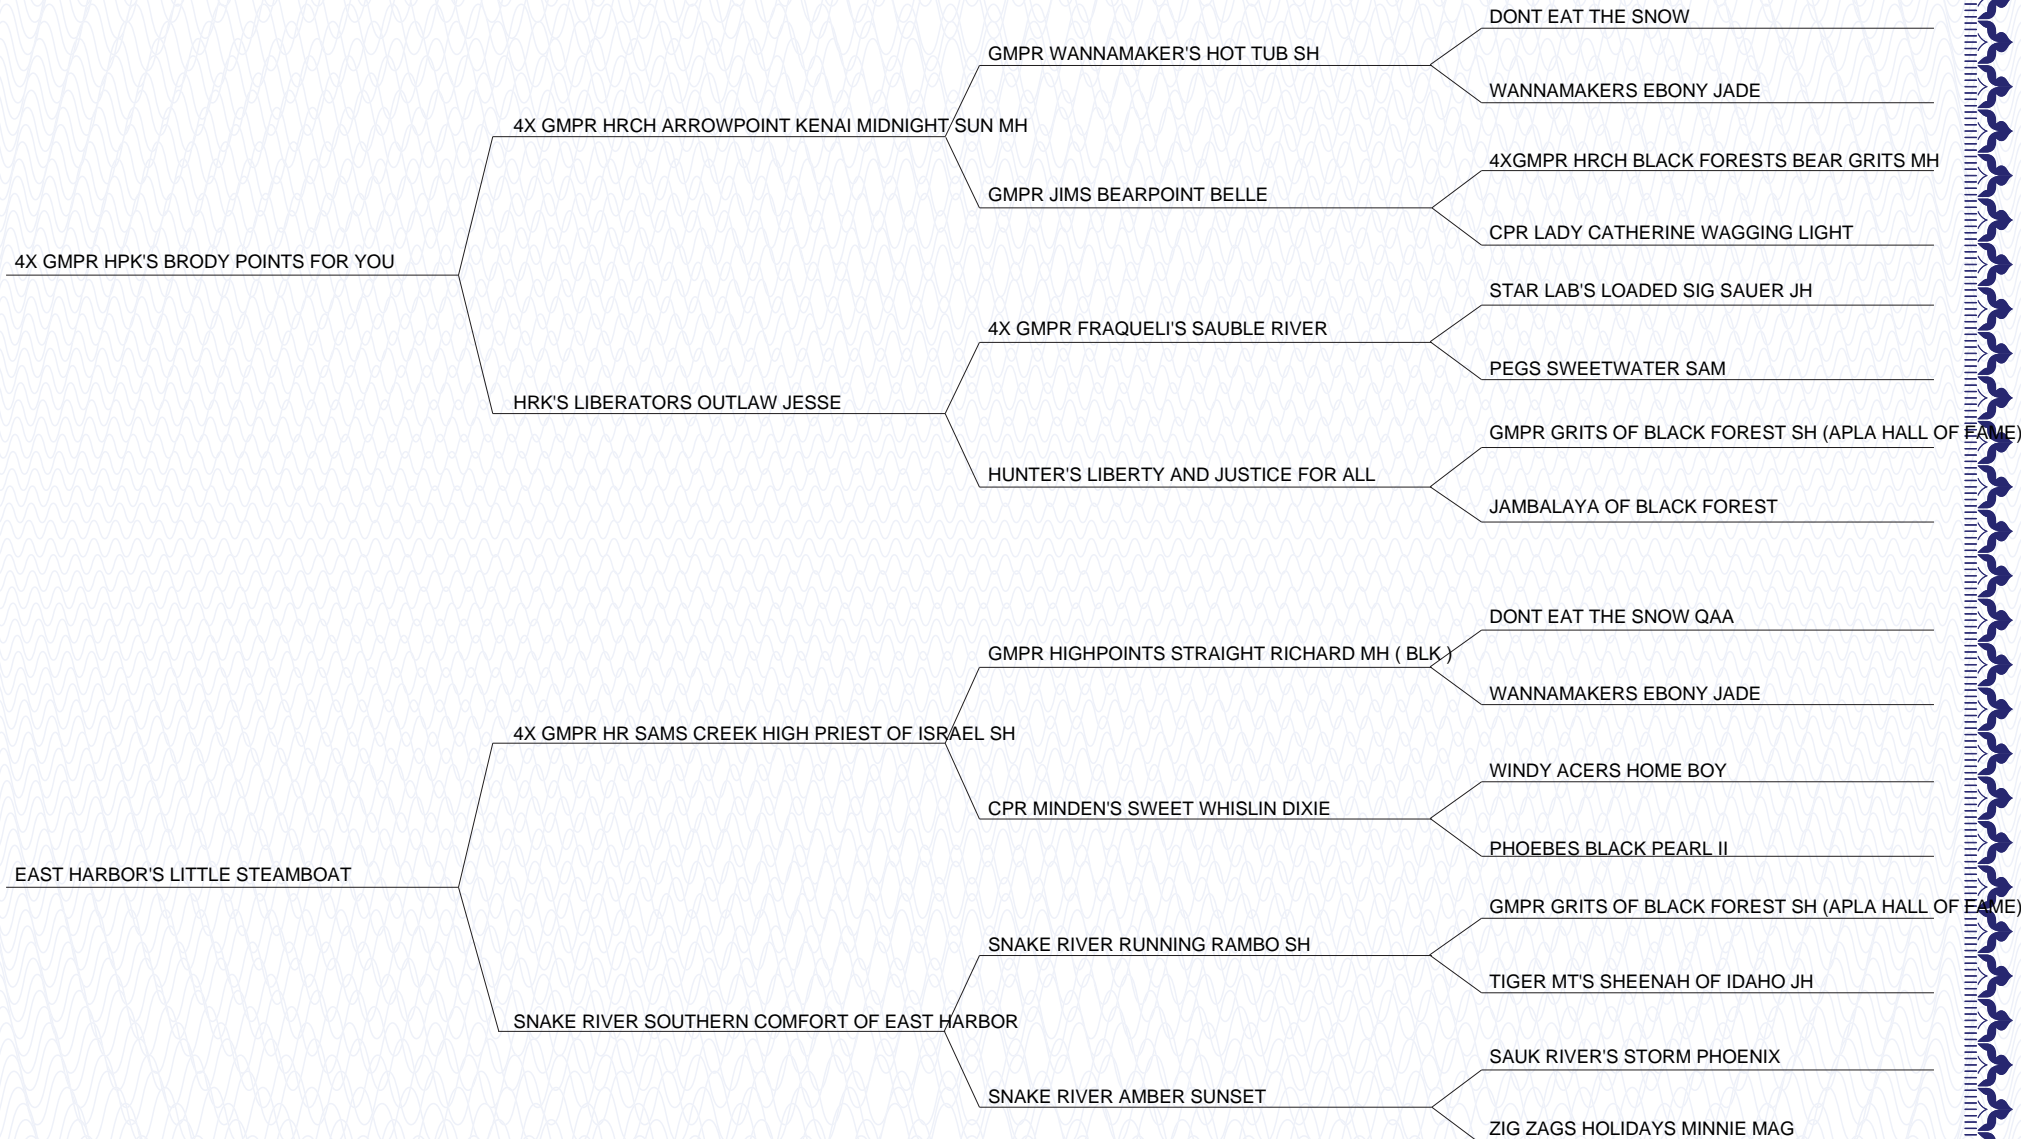 DONT EAT THE SNOW
GMPR WANNAMAKER'S HOT TUB SH
WANNAMAKERS EBONY JADE
4X GMPR HRCH ARROWPOINT KENAI MIDNIGHT SUN MH
4XGMPR HRCH BLACK FORESTS BEAR GRITS MH
GMPR JIMS BEARPOINT BELLE
CPR LADY CATHERINE WAGGING LIGHT
4X GMPR HPK'S BRODY POINTS FOR YOU
STAR LAB'S LOADED SIG SAUER JH
4X GMPR FRAQUELI'S SAUBLE RIVER
PEGS SWEETWATER SAM
HRK'S LIBERATORS OUTLAW JESSE
GMPR GRITS OF BLACK FOREST SH (APLA HALL OF FAME)
HUNTER'S LIBERTY AND JUSTICE FOR ALL
JAMBALAYA OF BLACK FOREST
DONT EAT THE SNOW QAA
GMPR HIGHPOINTS STRAIGHT RICHARD MH ( BLK )
WANNAMAKERS EBONY JADE
4X GMPR HR SAMS CREEK HIGH PRIEST OF ISRAEL SH
WINDY ACERS HOME BOY
CPR MINDEN'S SWEET WHISLIN DIXIE
PHOEBES BLACK PEARL II
EAST HARBOR'S LITTLE STEAMBOAT
GMPR GRITS OF BLACK FOREST SH (APLA HALL OF FAME)
SNAKE RIVER RUNNING RAMBO SH
TIGER MT'S SHEENAH OF IDAHO JH
SNAKE RIVER SOUTHERN COMFORT OF EAST HARBOR
SAUK RIVER'S STORM PHOENIX
SNAKE RIVER AMBER SUNSET
ZIG ZAGS HOLIDAYS MINNIE MAG